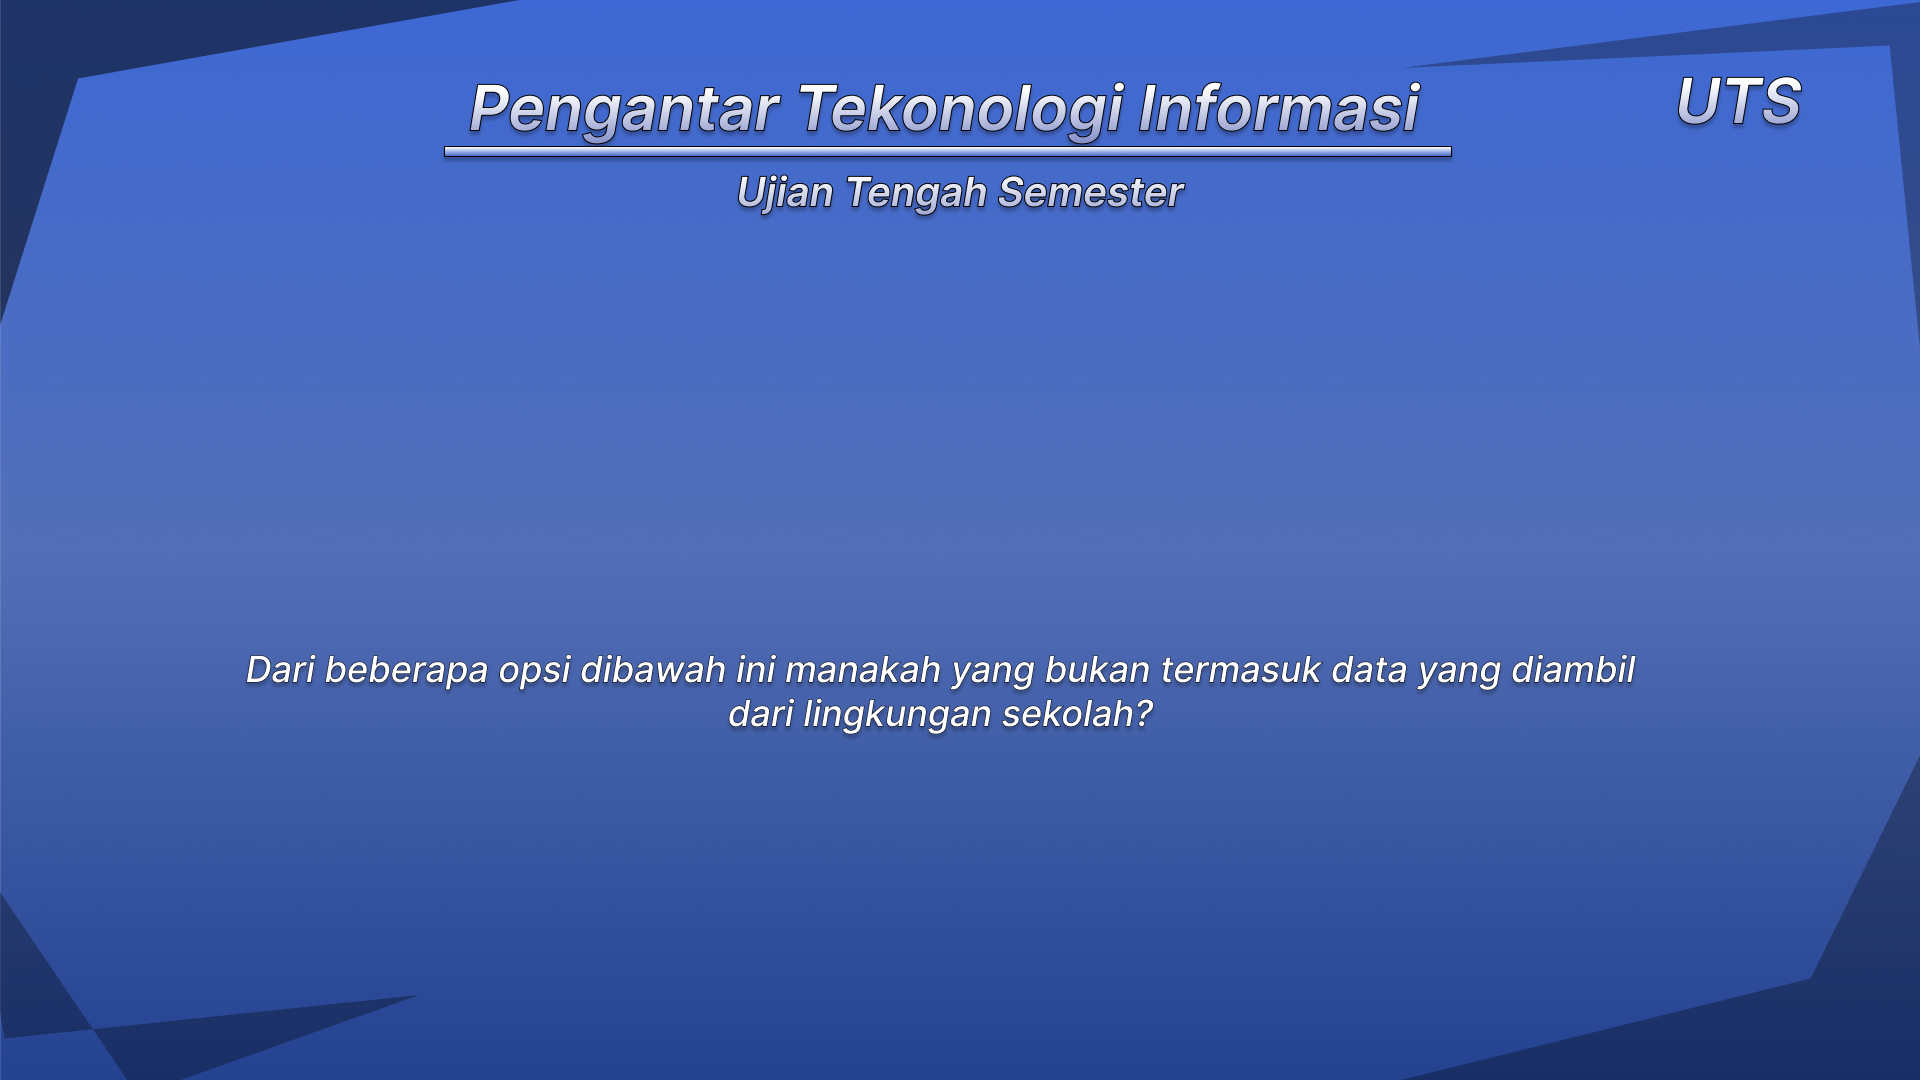 Pengantar Tekonologi Informasi
UTS
Ujian Tengah Semester
Dari beberapa opsi dibawah ini manakah yang bukan termasuk data yang diambil
dari lingkungan sekolah?